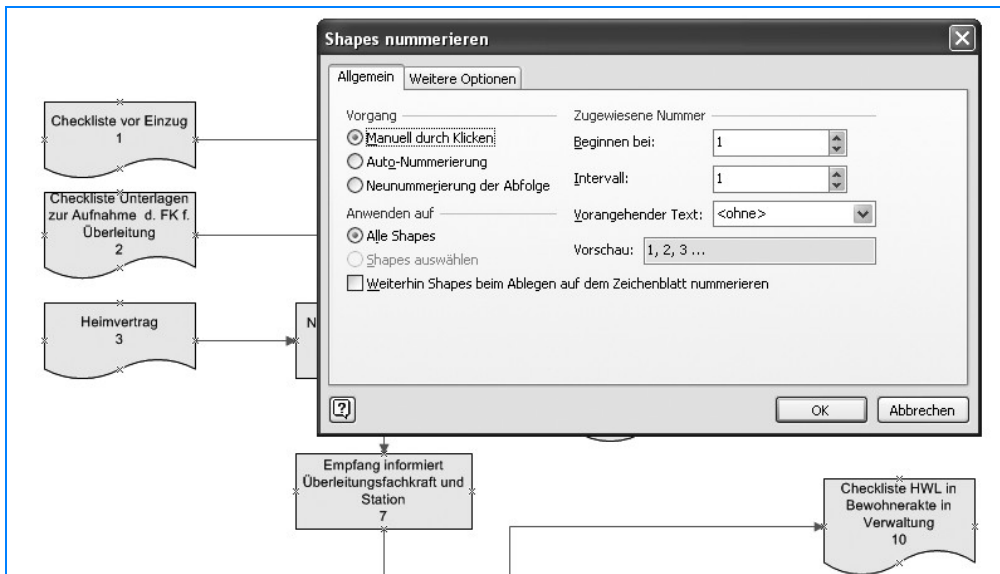 Shapes nummerieren
Allgemein
Weitere Optionen
Vorgang
Manuell durch Klicken
Auto-Nummerierung
Neunummerierung der Abfolge
Anwenden auf
Alle Shapes
Shapes auswählen
Weiterhin Shapes beim Ablegen auf dem Zeichenblatt nummerieren
Zugewiesene Nummer
Beginnen bei: 1
Intervall: 1
Vorangehender Text: <ohne>
Vorschau: 1, 2, 3 ...
?
OK
Abbrechen
Checkliste vor Einzug
1
Checkliste Unterlagen
zur Aufnahme d. FK f.
Überleitung
2
Heimvertrag
3
N
Empfang informiert
Überleitungsfachkraft und
Station
7
Checkliste HWL in
Bewohnerakte in
Verwaltung
10